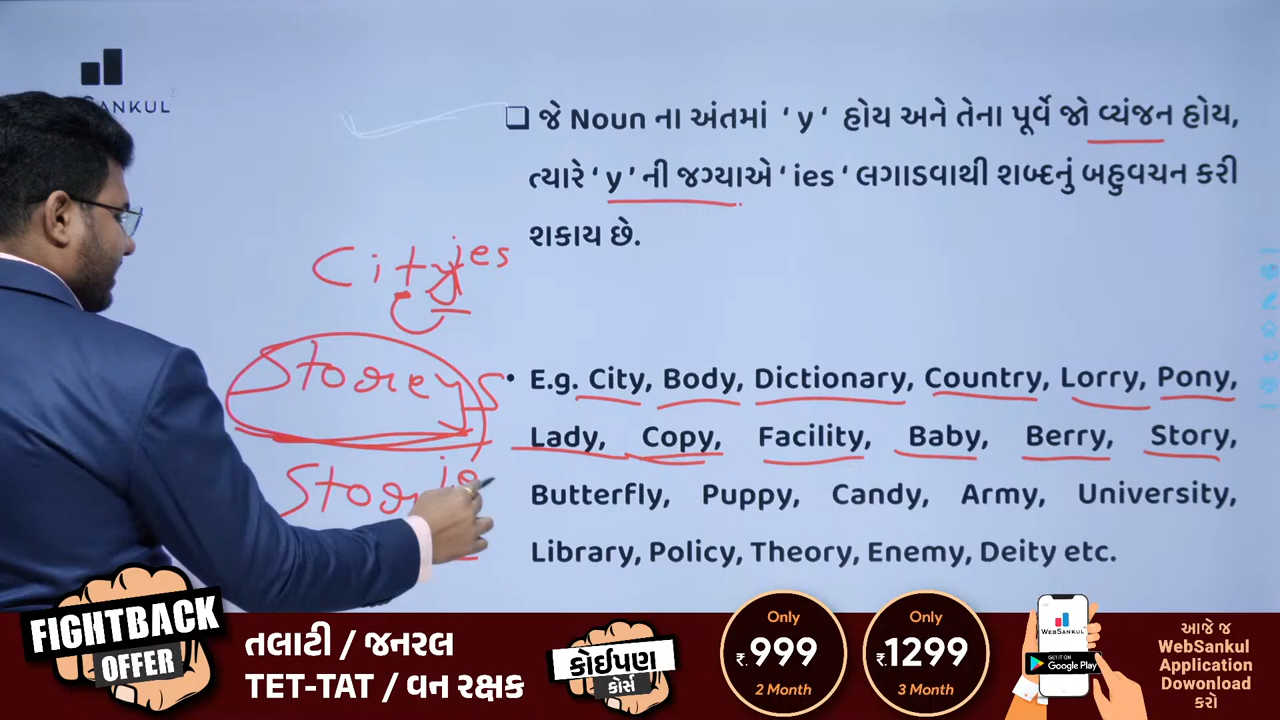 SANKUL
❑ જે Noun ના અંતમાં ' y ' હોય અને તેના પૂર્વે જો વ્યંજન હોય,
ત્યારે ' y ' ની જગ્યાએ ' ies ' લગાડવાથી શબ્દનું બહુવચન કરી
શકાય છે.
City ies
Storeys
Storie
• E.g. City, Body, Dictionary, Country, Lorry, Pony,
Lady, Copy, Facility, Baby, Berry, Story,
Butterfly, Puppy, Candy, Army, University,
Library, Policy, Theory, Enemy, Deity etc.
FIGHTBACK
OFFER
તલાટી / જનરલ
TET-TAT / વન રક્ષક
કોઈપણ
કોર્સ
Only
₹.999
2 Month
Only
₹.1299
3 Month
WEBSANKUL
GET IT ON
Google Play
આજે જ
WebSankul
Application
Dowonload
કરો